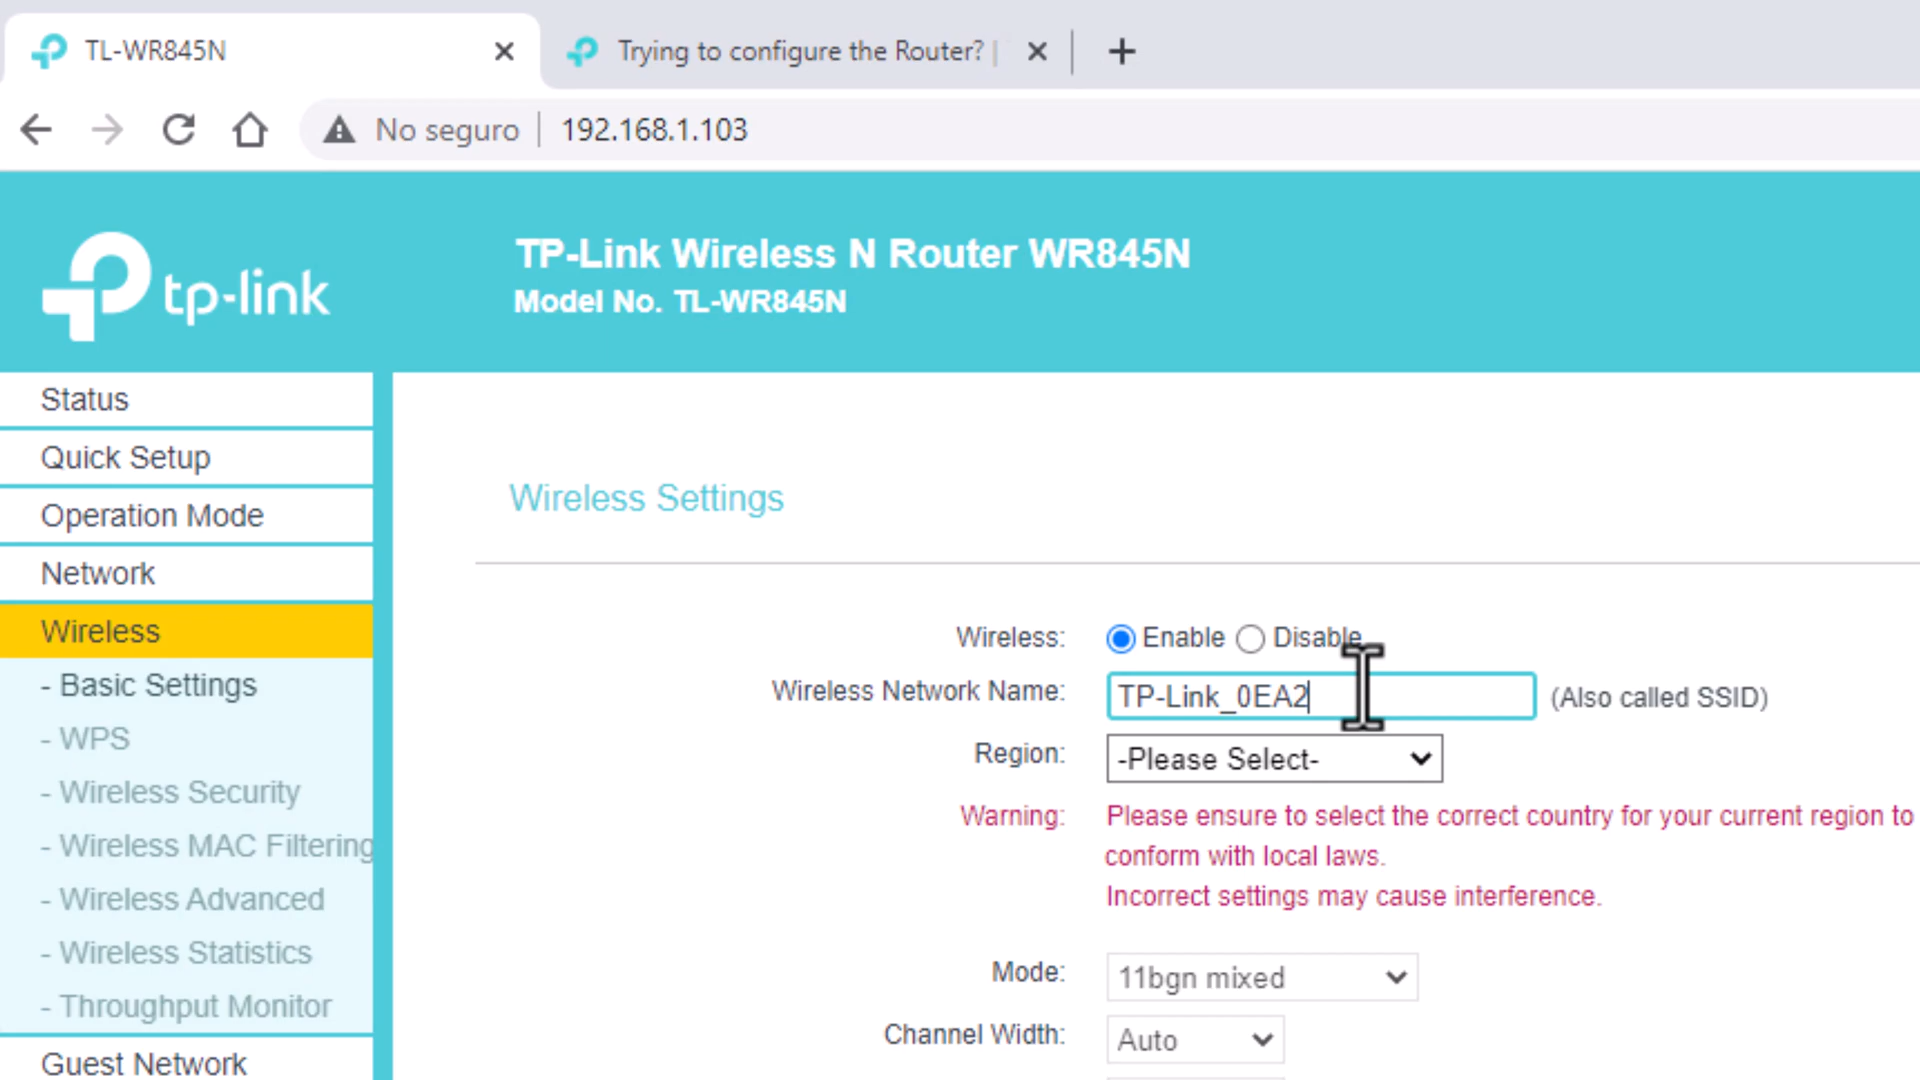 TL-WR845N
Trying to configure the Router? |
No seguro
192.168.1.103
tp-link
TP-Link Wireless N Router WR845N
Model No. TL-WR845N
Status
Quick Setup
Operation Mode
Network
Wireless
- Basic Settings
- WPS
- Wireless Security
- Wireless MAC Filtering
- Wireless Advanced
- Wireless Statistics
- Throughput Monitor
Guest Network
Wireless Settings
Wireless: Enable Disable
Wireless Network Name: TP-Link_0EA2 (Also called SSID)
Region: -Please Select-
Warning: Please ensure to select the correct country for your current region to
conform with local laws.
Incorrect settings may cause interference.
Mode: 11bgn mixed
Channel Width: Auto